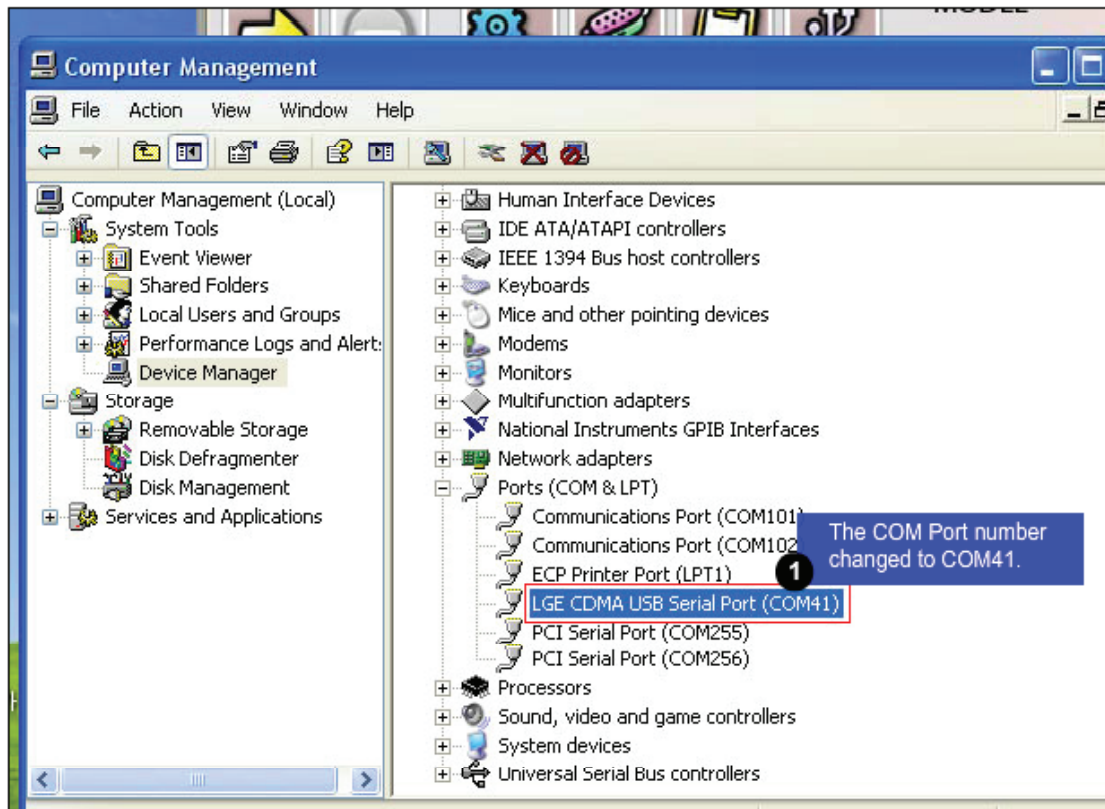 Computer Management
File Action View Window Help
Computer Management (Local)
System Tools
Event Viewer
Shared Folders
Local Users and Groups
Performance Logs and Alert
Device Manager
Storage
Removable Storage
Disk Defragmenter
Disk Management
Services and Applications
Human Interface Devices
IDE ATA/ATAPI controllers
IEEE 1394 Bus host controllers
Keyboards
Mice and other pointing devices
Modems
Monitors
Multifunction adapters
National Instruments GPIB Interfaces
Network adapters
Ports (COM & LPT)
Communications Port (COM101)
Communications Port (COM102
ECP Printer Port (LPT1)
LGE CDMA USB Serial Port (COM41)
PCI Serial Port (COM255)
PCI Serial Port (COM256)
Processors
Sound, video and game controllers
System devices
Universal Serial Bus controllers
1
The COM Port number
changed to COM41.